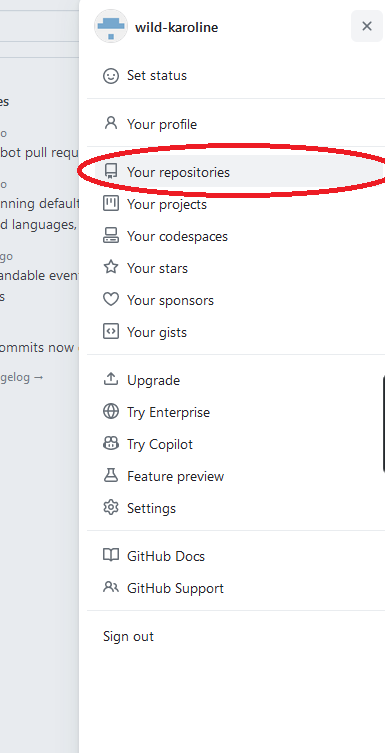 wild-karoline
Set status
Your profile
Your repositories
Your projects
Your codespaces
Your stars
Your sponsors
Your gists
Upgrade
Try Enterprise
Try Copilot
Feature preview
Settings
GitHub Docs
GitHub Support
Sign out
es
o
bot pull requ
o
nning default
d languages,
go
andable even
s
ommits now
gelog →